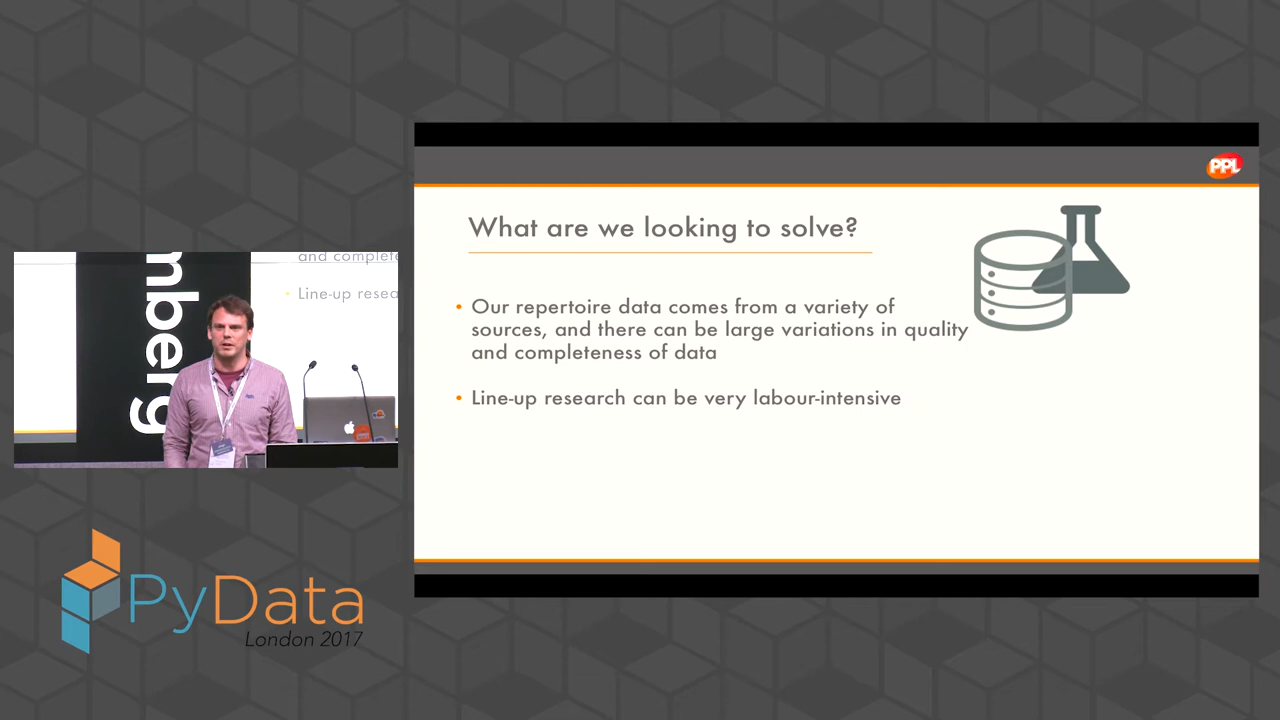 PPL
What are we looking to solve?
• Our repertoire data comes from a variety of
sources, and there can be large variations in quality
and completeness of data
• Line-up research can be very labour-intensive
and complete
• Line-up resea
mberg
PyData
London 2017